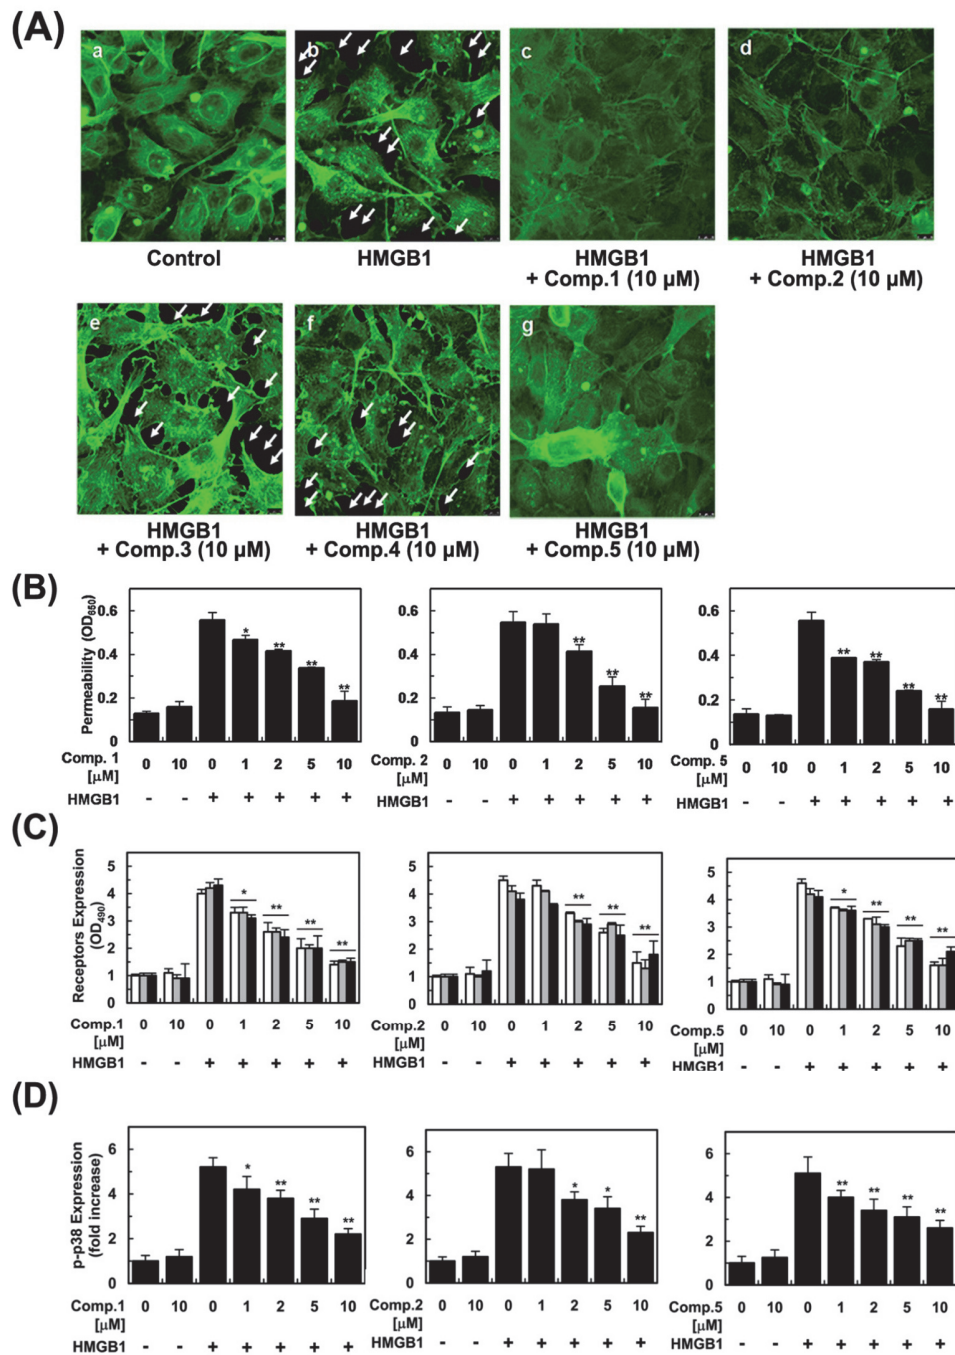 (A)
a b c d
Control HMGB1 HMGB1 HMGB1
+ Comp.1 (10 µM) + Comp.2 (10 µM)
e f g
HMGB1 HMGB1 HMGB1
+ Comp.3 (10 µM) + Comp.4 (10 µM) + Comp.5 (10 µM)
(B)
Permeability (OD650)
0.6 0.4 0.2 0
* ** ** **
Comp. 1 0 10 0 1 2 5 10
[µM]
HMGB1 - - + + + + +
0.6 0.4 0.2 0
** ** **
Comp. 2 0 10 0 1 2 5 10
[µM]
HMGB1 - - + + + + +
0.6 0.4 0.2 0
** ** ** **
Comp. 5 0 10 0 1 2 5 10
[µM]
HMGB1 - - + + + + +
(C)
Receptors Expression
(OD490)
5 4 3 2 1 0
* ** ** **
Comp.1 0 10 0 1 2 5 10
[µM]
HMGB1 - - + + + + +
5 4 3 2 1 0
** ** **
Comp.2 0 10 0 1 2 5 10
[µM]
HMGB1 - - + + + + +
5 4 3 2 1 0
* ** ** **
Comp.5 0 10 0 1 2 5 10
[µM]
HMGB1 - - + + + + +
(D)
p-p38 Expression
(fold increase)
6 4 2 0
* ** ** **
Comp.1 0 10 0 1 2 5 10
[µM]
HMGB1 - - + + + + +
6 4 2 0
* * **
Comp.2 0 10 0 1 2 5 10
[µM]
HMGB1 - - + + + + +
6 4 2 0
** ** ** **
Comp.5 0 10 0 1 2 5 10
[µM]
HMGB1 - - + + + + +